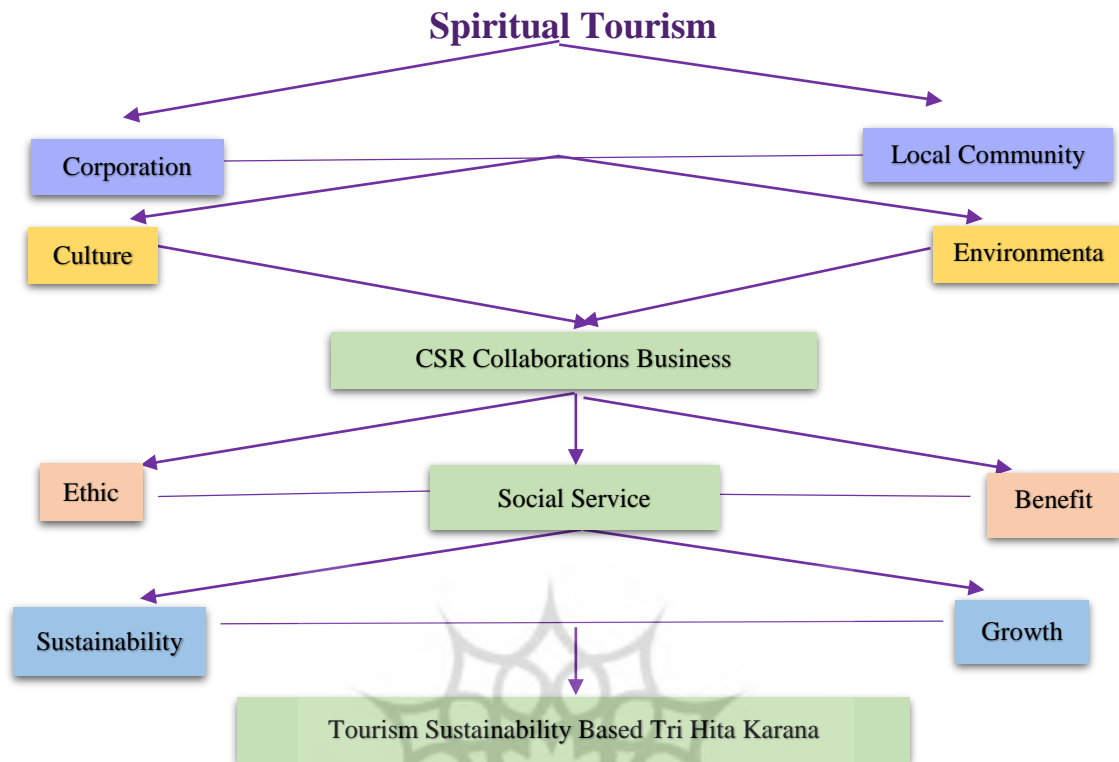 Spiritual Tourism
Corporation
Local Community
Culture
Environmenta
CSR Collaborations Business
Ethic
Social Service
Benefit
Sustainability
Growth
Tourism Sustainability Based Tri Hita Karana